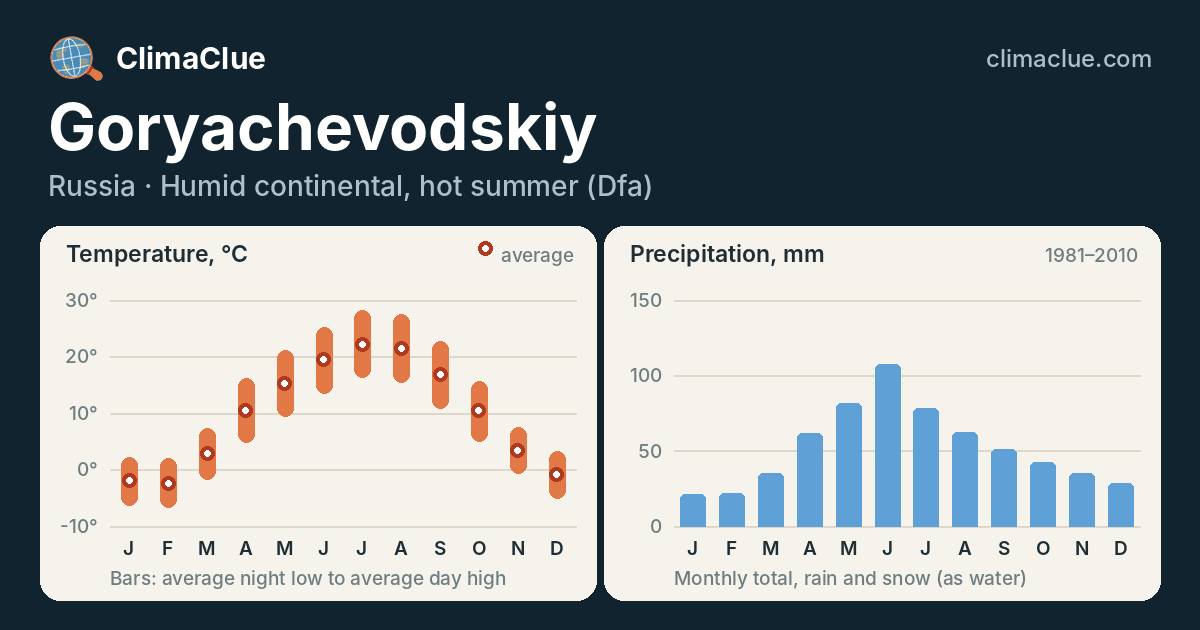 ClimaClue
climaclue.com
Goryachevodskiy
Russia · Humid continental, hot summer (Dfa)
Temperature, °C
average
30°
20°
10°
0°
-10°
J F M A M J J A S O N D
Bars: average night low to average day high
Precipitation, mm
1981–2010
150
100
50
0
J F M A M J J A S O N D
Monthly total, rain and snow (as water)